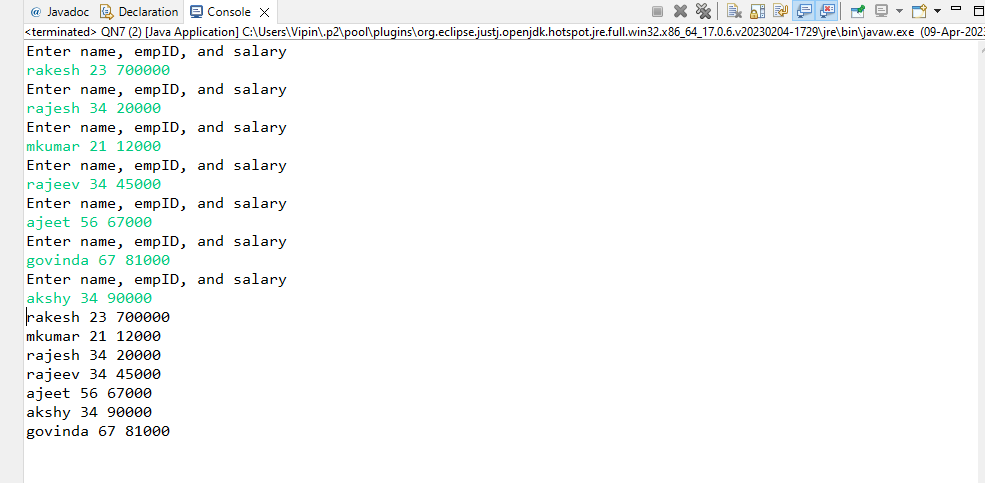 @ Javadoc Declaration Console
<terminated> QN7 (2) [Java Application] C:\Users\Vipin\.p2\pool\plugins\org.eclipse.justj.openjdk.hotspot.jre.full.win32.x86_64_17.0.6.v20230204-1729\jre\bin\javaw.exe (09-Apr-2023
Enter name, empID, and salary
rakesh 23 700000
Enter name, empID, and salary
rajesh 34 20000
Enter name, empID, and salary
mkumar 21 12000
Enter name, empID, and salary
rajeev 34 45000
Enter name, empID, and salary
ajeet 56 67000
Enter name, empID, and salary
govinda 67 81000
Enter name, empID, and salary
akshy 34 90000
rakesh 23 700000
mkumar 21 12000
rajesh 34 20000
rajeev 34 45000
ajeet 56 67000
akshy 34 90000
govinda 67 81000